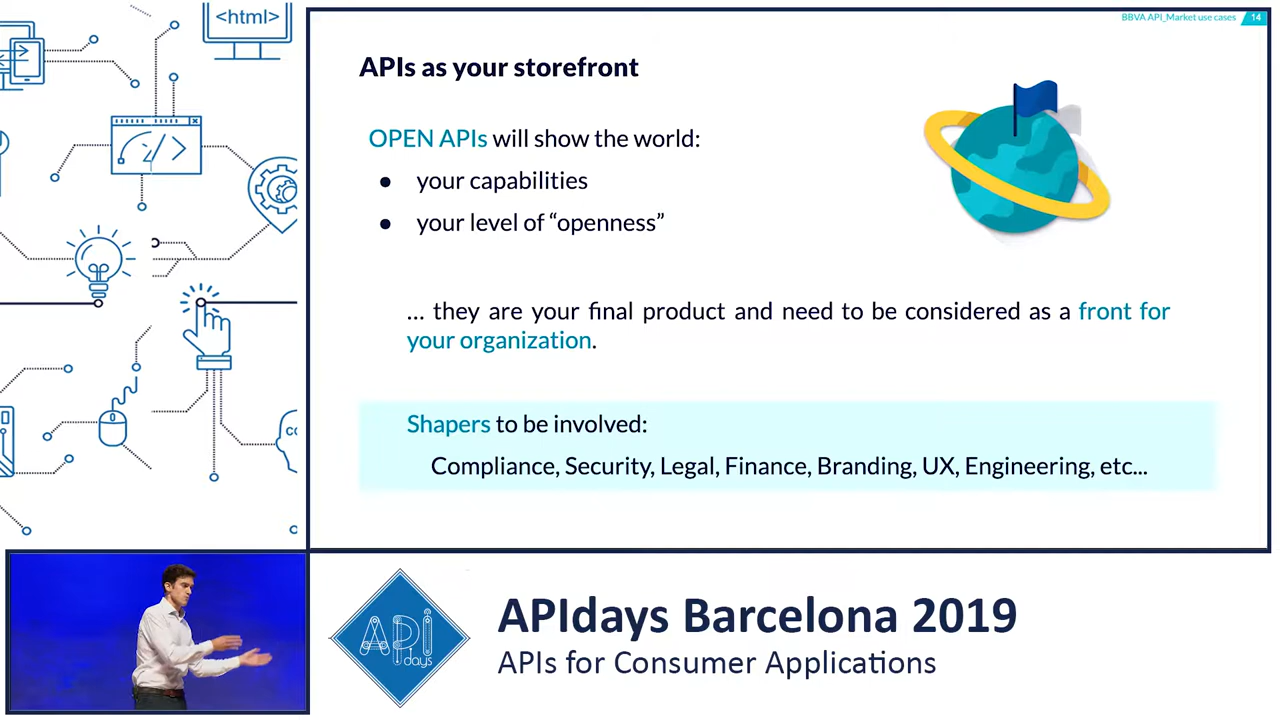 <html>
BBVA API_Market use cases 14
APIs as your storefront
OPEN APIs will show the world:
● your capabilities
● your level of “openness”
... they are your final product and need to be considered as a front for
your organization.
Shapers to be involved:
Compliance, Security, Legal, Finance, Branding, UX, Engineering, etc...
API
days
APIdays Barcelona 2019
APIs for Consumer Applications